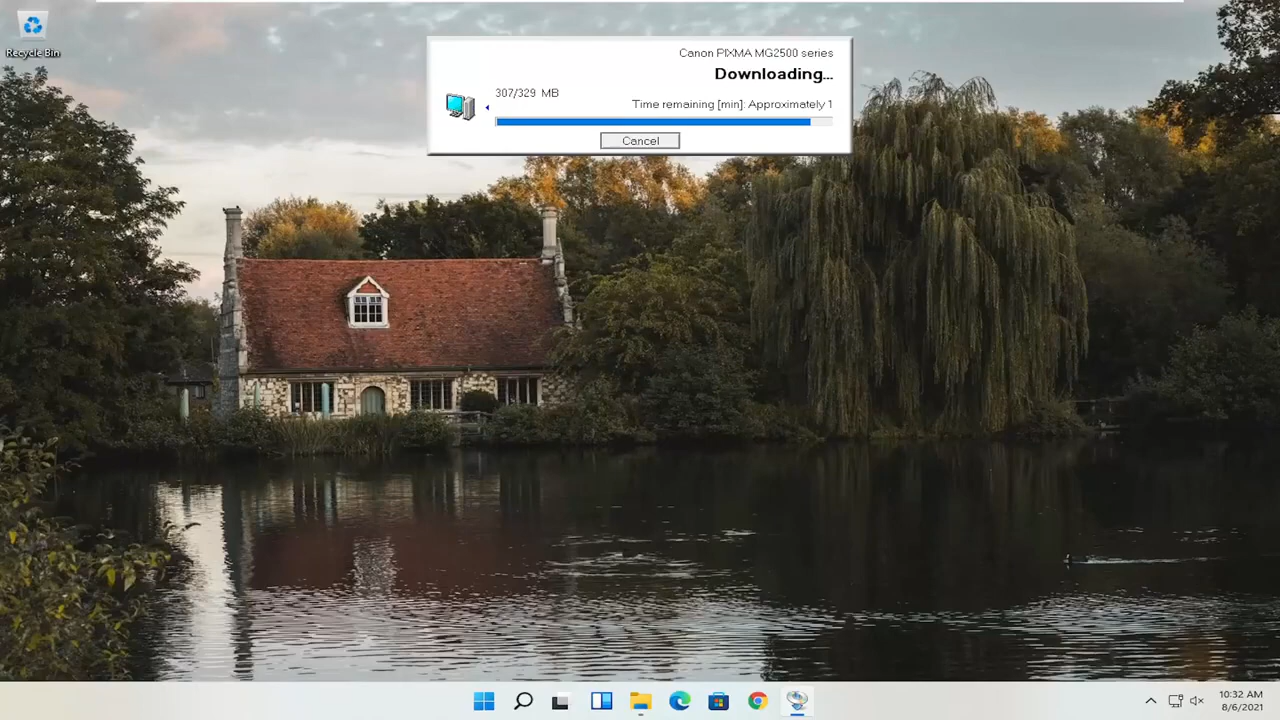 Recycle Bin
Canon PIXMA MG2500 series
Downloading...
307/329 MB
Time remaining [min]: Approximately 1
Cancel
10:32 AM
8/6/2021